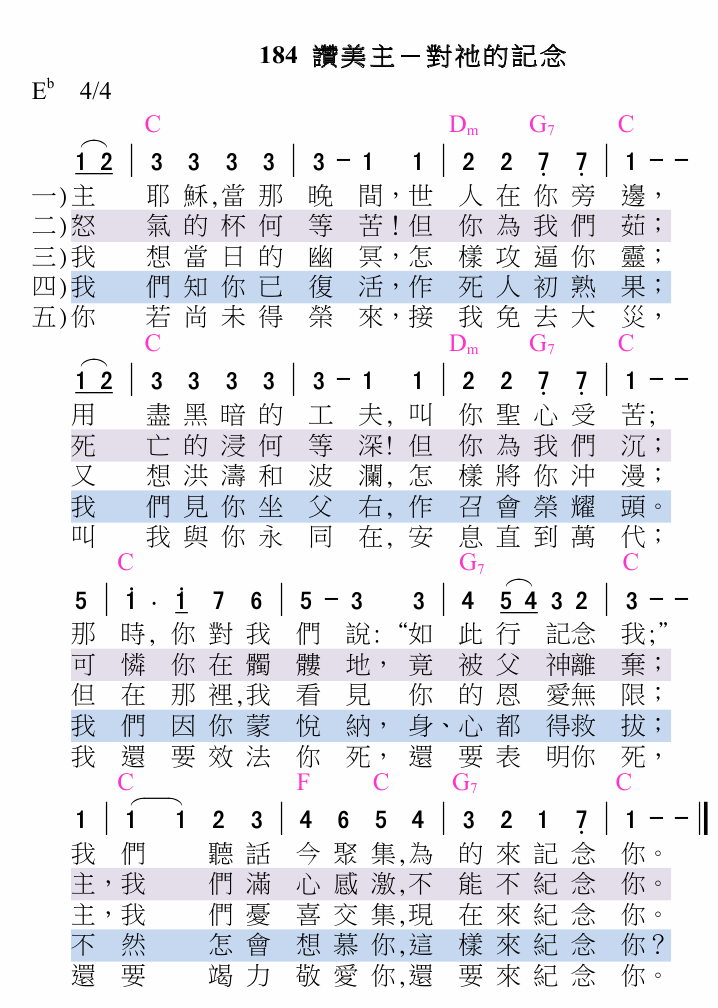 184 讚美主－對祂的記念
E♭ 4/4
C Dm G7 C
1 2 | 3 3 3 3 | 3 - 1 1 | 2 2 7 7 | 1 - -
一)主 耶穌,當那晚間，世人在你旁邊，
二)怒 氣的杯何等苦!但你為我們茹；
三)我 想當日的幽冥，怎樣攻逼你靈；
四)我 們知你已復活，作死人初熟果；
五)你 若尚未得榮來，接我免去大災，
C Dm G7 C
1 2 | 3 3 3 3 | 3 - 1 1 | 2 2 7 7 | 1 - -
用 盡黑暗的工夫,叫你聖心受苦;
死 亡的浸何等深!但你為我們沉；
又 想洪濤和波瀾,怎樣將你沖漫；
我 們見你坐父右,作召會榮耀頭。
叫 我與你永同在,安息直到萬代；
C G7 C
5 | 1 · 1 7 6 | 5 - 3 3 | 4 5 4 3 2 | 3 - -
那時,你對我們說:“如此行記念我;”
可憐你在髑髏地，竟被父神離棄；
但在那裡,我看見你的恩愛無限；
我們因你蒙悅納，身、心都得救拔；
我還要效法你死，還要表明你死，
C F C G7 C
1 | 1 1 2 3 | 4 6 5 4 | 3 2 1 7 | 1 - -
我們聽話今聚集,為的來記念你。
主，我們滿心感激,不能不紀念你。
主，我們憂喜交集,現在來紀念你。
不然怎會想慕你,這樣來紀念你？
還要竭力敬愛你,還要來紀念你。